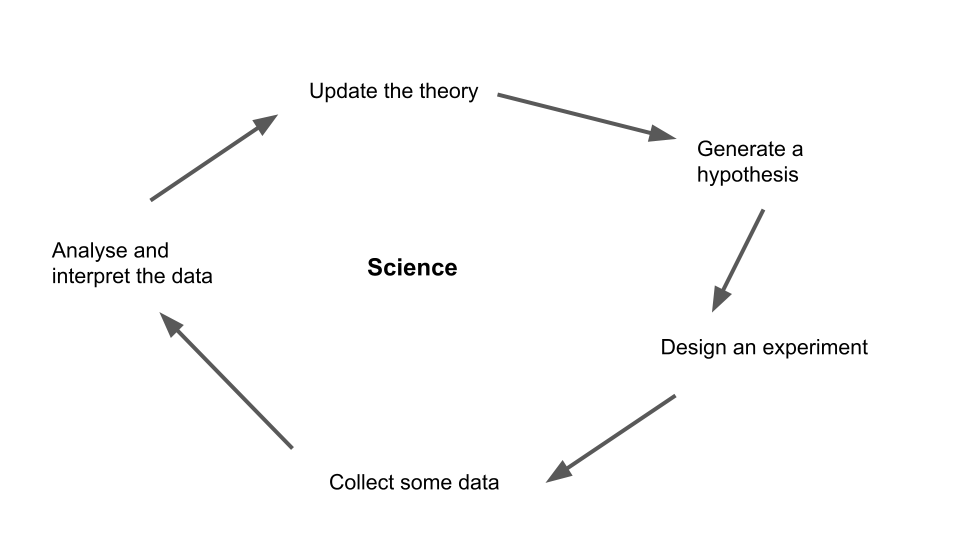 Update the theory
Generate a
hypothesis
Analyse and
interpret the data
Science
Design an experiment
Collect some data